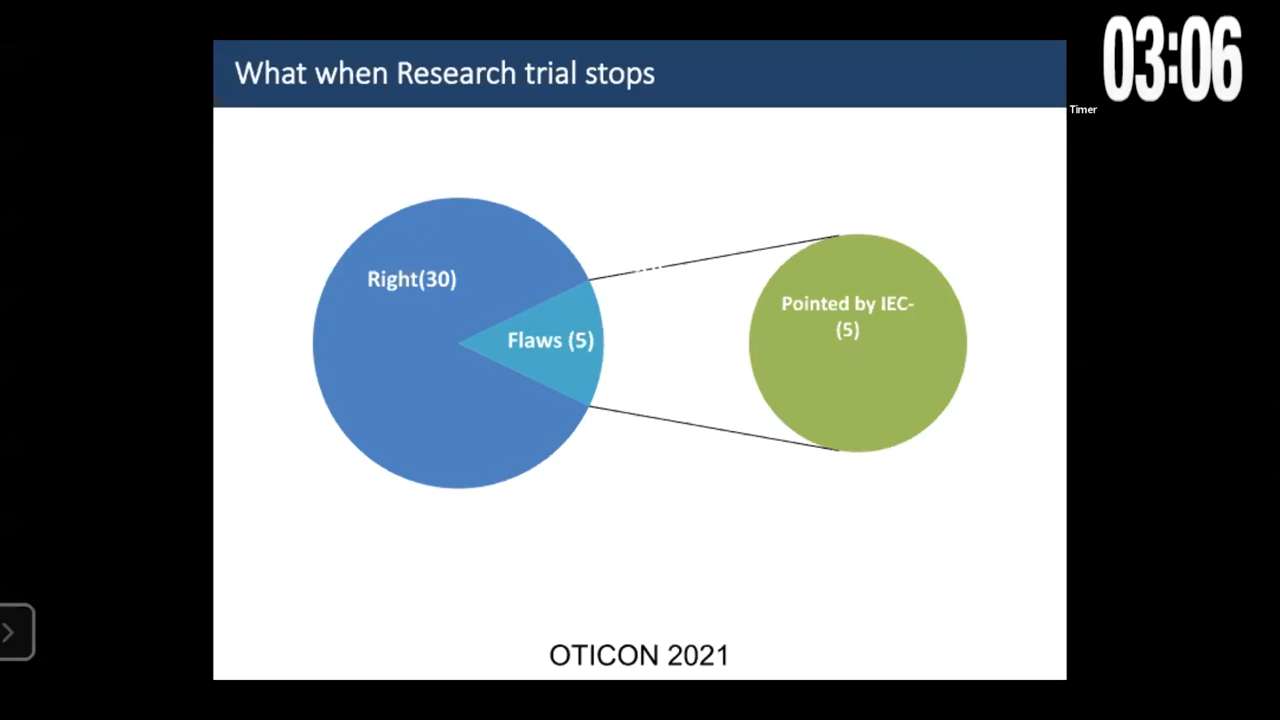 What when Research trial stops
03:06
Timer
Right(30)
Flaws (5)
Pointed by IEC-
(5)
OTICON 2021